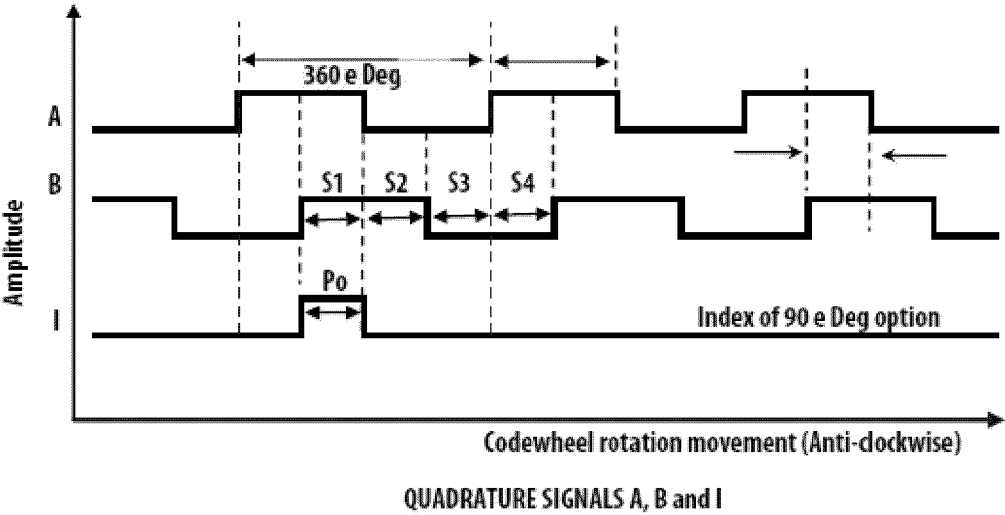 360 e Deg
A
B
S1 S2 S3 S4
Amplitude
Po
I
Index of 90 e Deg option
Codewheel rotation movement (Anti-clockwise)
QUADRATURE SIGNALS A, B and I